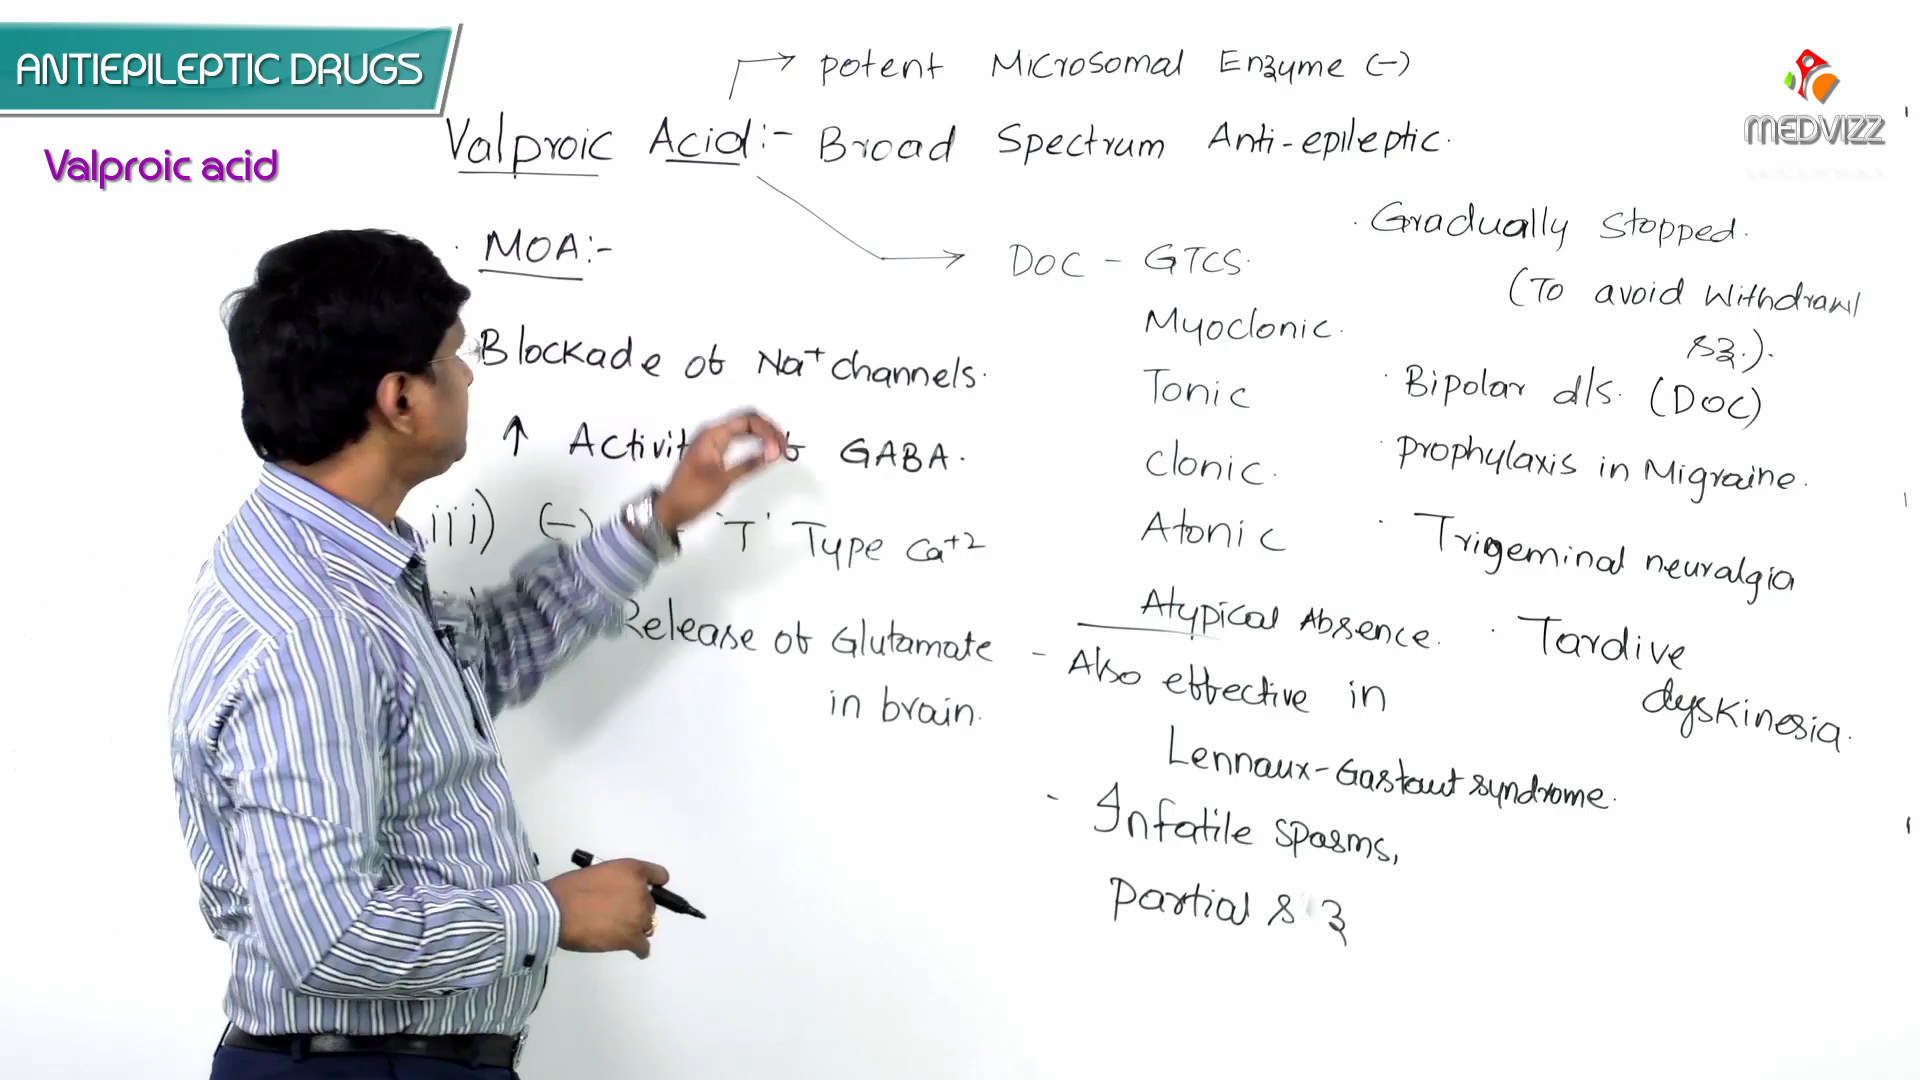 ANTIEPILEPTIC DRUGS
Valproic acid
MEDVIZZ
potent Microsomal Enzyme (-)
Valproic Acid:- Broad Spectrum Anti-epileptic.
MOA:-
Blockade of Na+ channels.
↑ GABA.
iii) (-) 'T' Type Ca+2
Release of Glutamate
in brain.
DOC - GTCS.
Myoclonic.
Tonic
Clonic.
Atonic
Atypical Absence.
- Also effective in
Lennaux-Gastaut syndrome.
- Infatile spasms,
Partial s z
. Gradually stopped.
(To avoid withdrawl
sz.).
. Bipolar d/s. (DOC)
. Prophylaxis in Migraine.
. Trigeminal neuralgia
. Tardive
dyskinesia.